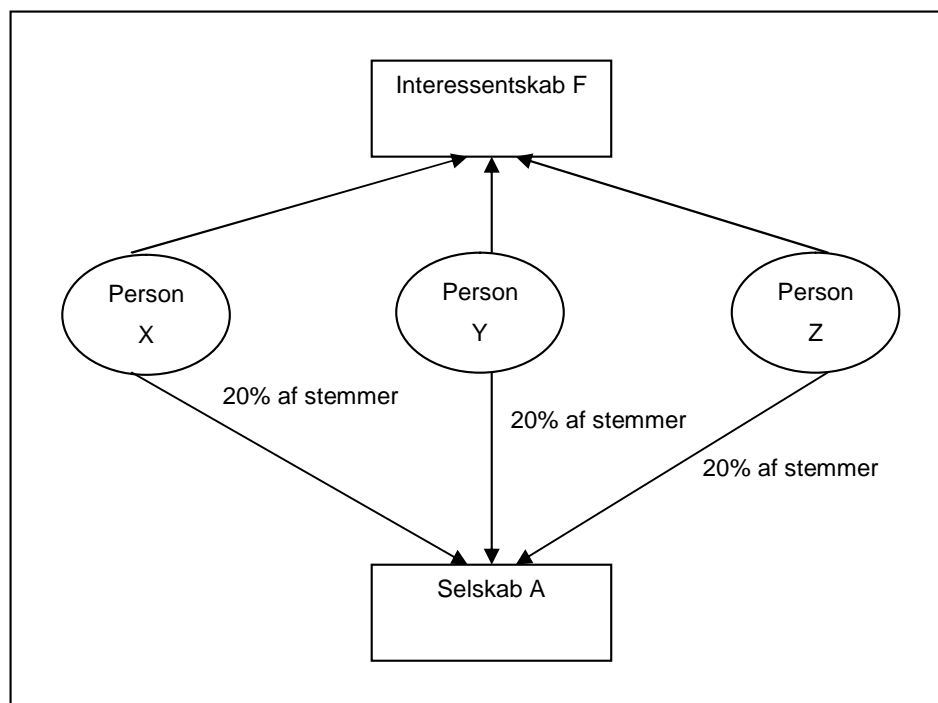 Interessentskab F
Person
X
Person
Y
Person
Z
20% af stemmer
20% af stemmer
20% af stemmer
Selskab A